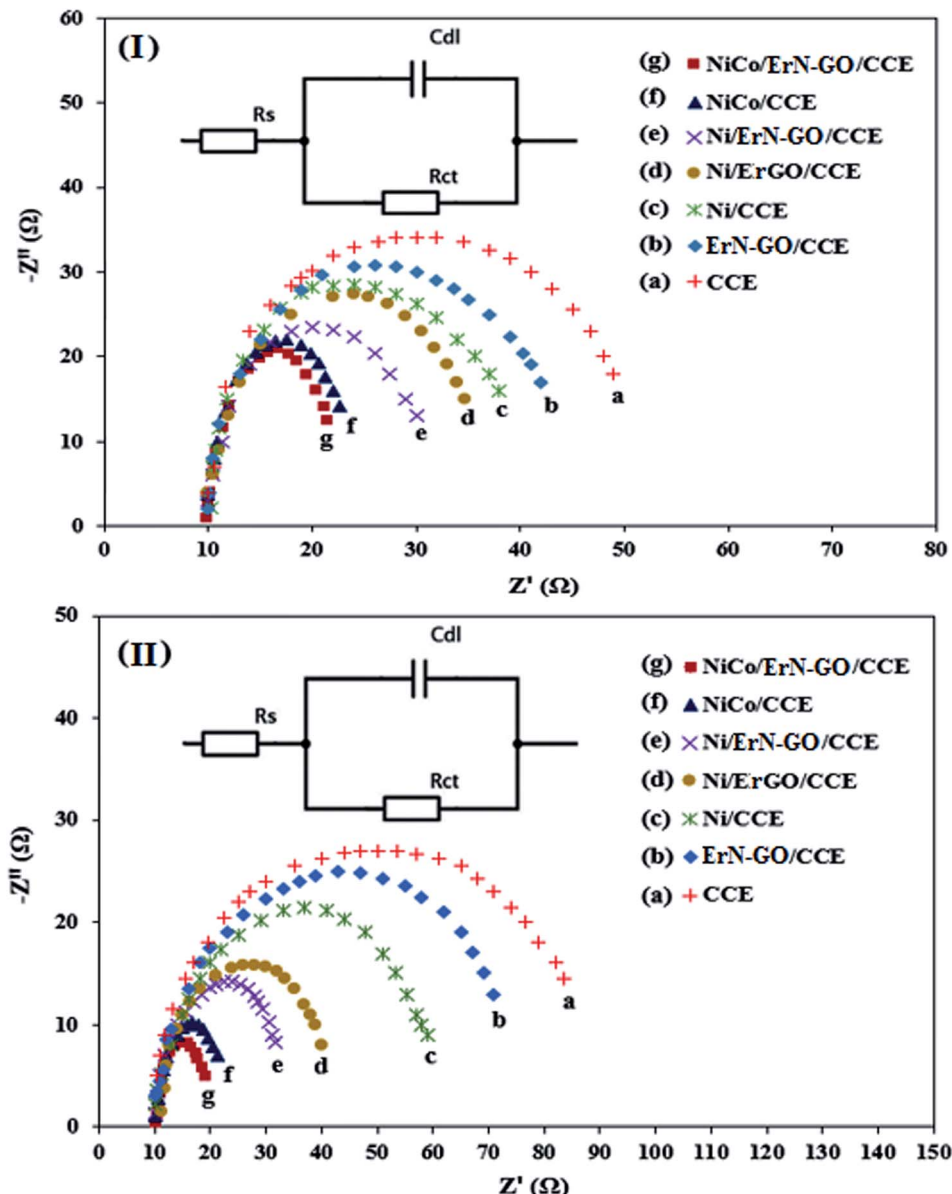 60
(I)
Cdl
Rs
Rct
(g) NiCo/ErN-GO/CCE
(f) NiCo/CCE
(e) Ni/ErN-GO/CCE
(d) Ni/ErGO/CCE
(c) Ni/CCE
(b) ErN-GO/CCE
(a) CCE
50
40
30
20
10
0
-Z'' (Ω)
g
f
e
d
c
b
a
0 10 20 30 40 50 60 70 80
Z' (Ω)
50
(II)
Cdl
Rs
Rct
(g) NiCo/ErN-GO/CCE
(f) NiCo/CCE
(e) Ni/ErN-GO/CCE
(d) Ni/ErGO/CCE
(c) Ni/CCE
(b) ErN-GO/CCE
(a) CCE
40
30
20
10
0
-Z'' (Ω)
g
f
e
d
c
b
a
0 10 20 30 40 50 60 70 80 90 100 110 120 130 140 150
Z' (Ω)